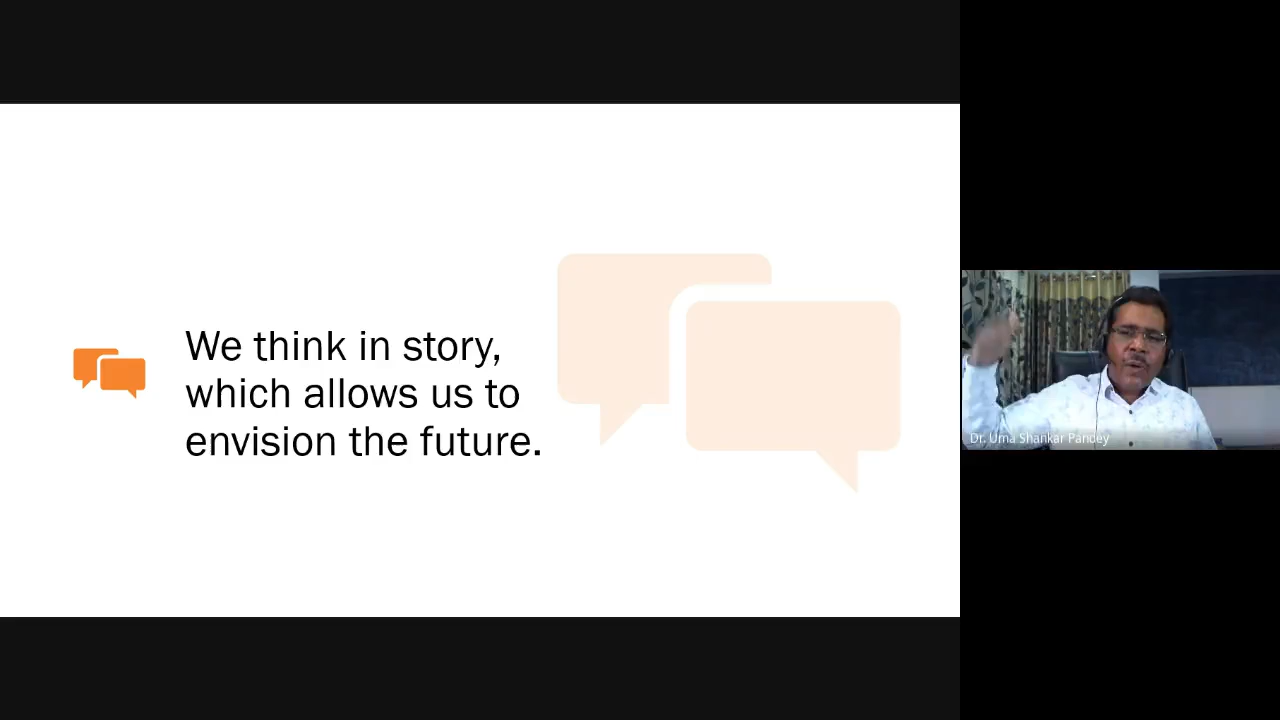 We think in story,
which allows us to
envision the future.
Dr. Uma Shankar Pandey